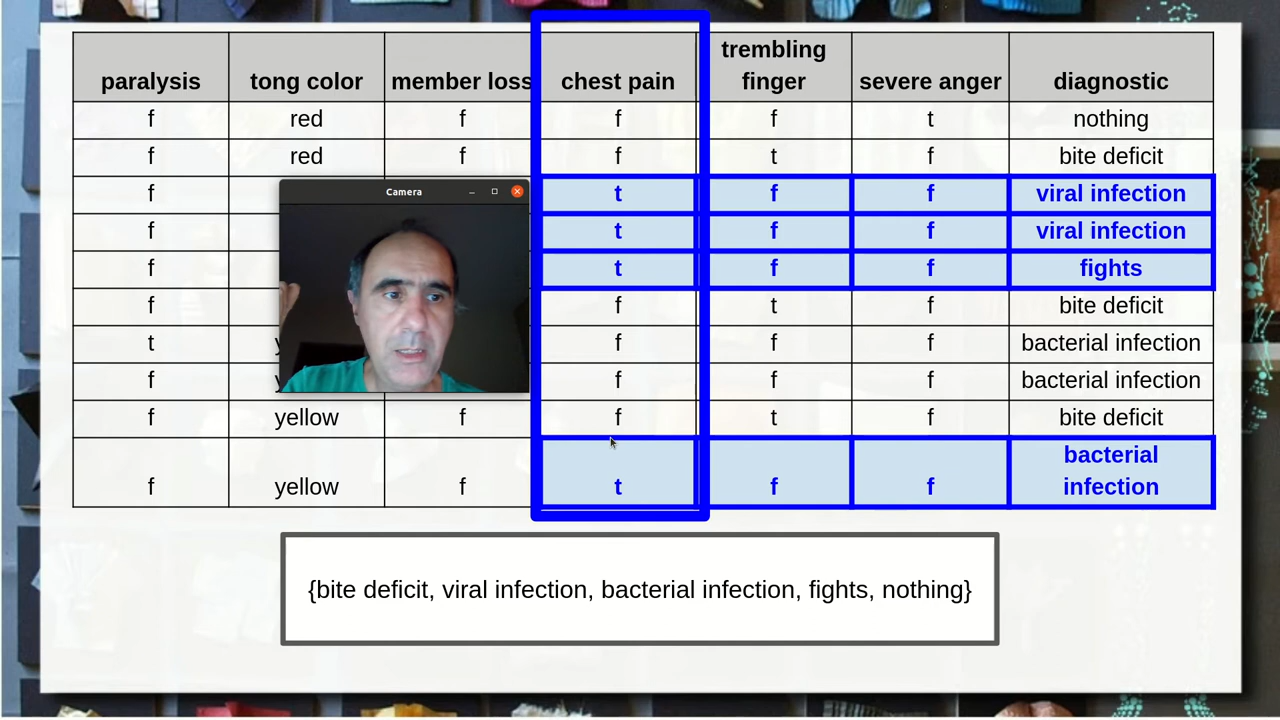 paralysis tong color member loss chest pain trembling finger severe anger diagnostic
f red f f f t nothing
f red f f t f bite deficit
f t f f viral infection
Camera
f t f f viral infection
f t f f fights
f f t f bite deficit
t f f f bacterial infection
f f f f bacterial infection
f yellow f f t f bite deficit
f yellow f t f f bacterial infection
{bite deficit, viral infection, bacterial infection, fights, nothing}